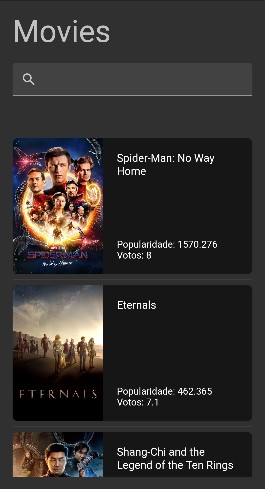 Movies
Spider-Man: No Way
Home
SPIDER-MAN
No Way Home
Popularidade: 1570.276
Votos: 8
Eternals
ETERNALS
Popularidade: 462.365
Votos: 7.1
Shang-Chi and the
Legend of the Ten Rings